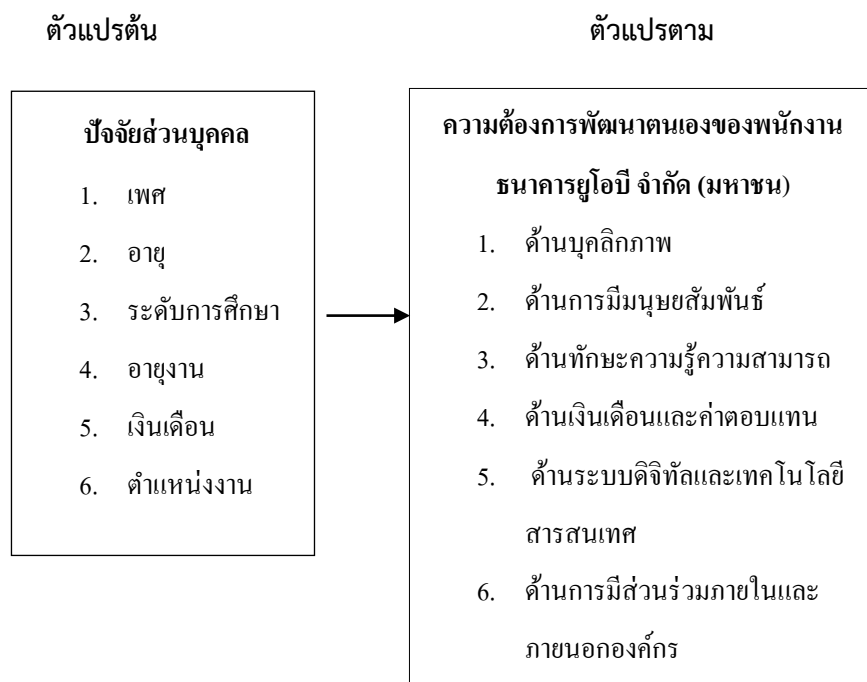 ตัวแปรต้น
ตัวแปรตาม
ปัจจัยส่วนบุคคล
1. เพศ
2. อายุ
3. ระดับการศึกษา
4. อายุงาน
5. เงินเดือน
6. ตำแหน่งงาน
ความต้องการพัฒนาตนเองของพนักงาน
ธนาคารยูโอบี จำกัด (มหาชน)
1. ด้านบุคลิกภาพ
2. ด้านการมีมนุษยสัมพันธ์
3. ด้านทักษะความรู้ความสามารถ
4. ด้านเงินเดือนและค่าตอบแทน
5. ด้านระบบดิจิทัลและเทคโนโลยี
สารสนเทศ
6. ด้านการมีส่วนร่วมภายในและ
ภายนอกองค์กร